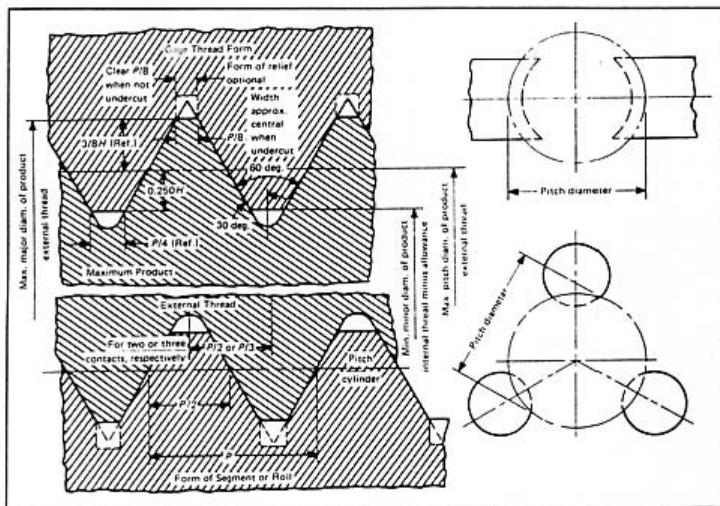 Gage Thread Form
Clear P/8
when not
undercut
Form of relief
optional
Width
approx.
central
when
undercut
60 deg.
3/8H (Ref.)
P/8
0.250H
30 deg.
P/4 (Ref.)
Maximum Product
Max. major diam. of product
external thread
Min. minor diam. of product
internal thread minus allowance
Max. pitch diam. of product
external thread
External Thread
For two or three
contacts, respectively
P/2 or P/3
Pitch
cylinder
P/2
P
Form of Segment or Roll
Pitch diameter
Pitch diameter